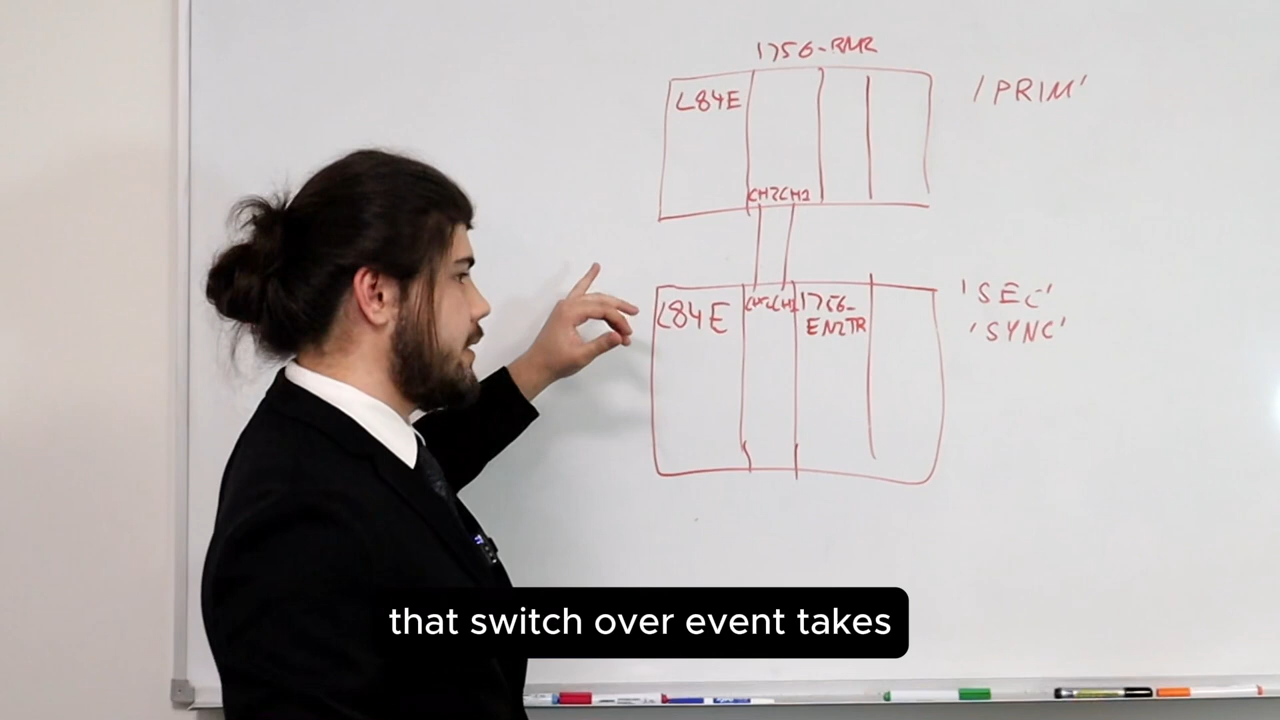 1756-RM2
L84E
CH2CH1
'PRIM'
L84E
CH2CH1
1756-
EN2TR
'SEC'
'SYNC'
that switch over event takes